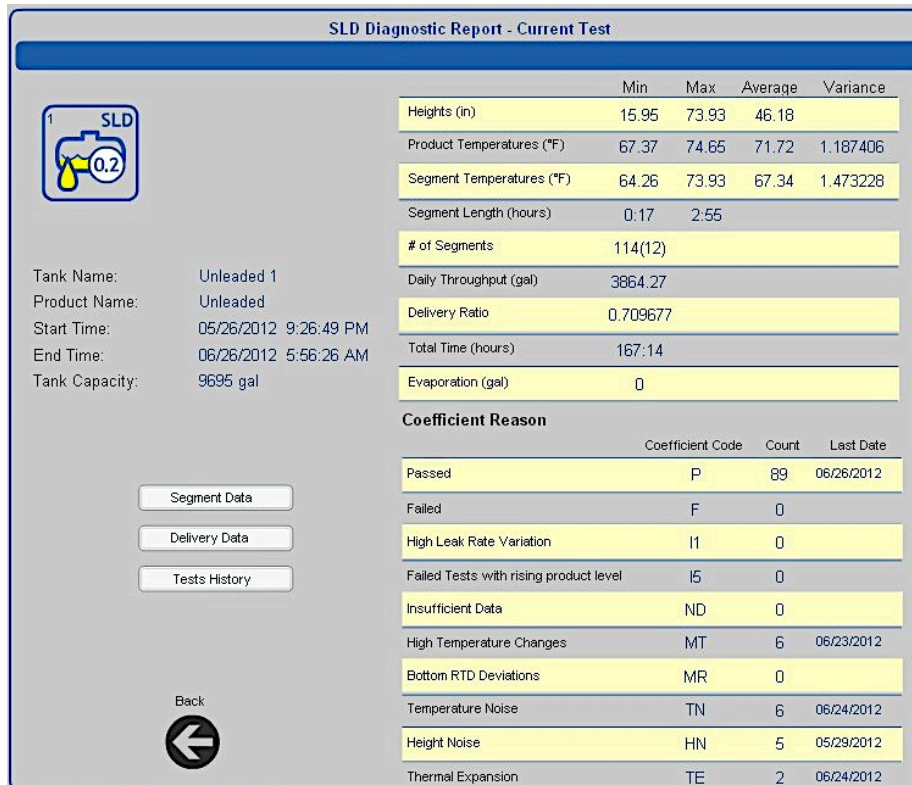 SLD Diagnostic Report - Current Test
1 SLD
0.2
Tank Name: Unleaded 1
Product Name: Unleaded
Start Time: 05/26/2012 9:26:49 PM
End Time: 06/26/2012 5:56:26 AM
Tank Capacity: 9695 gal
Segment Data
Delivery Data
Tests History
Back
Min Max Average Variance
Heights (in) 15.95 73.93 46.18
Product Temperatures (°F) 67.37 74.65 71.72 1.187406
Segment Temperatures (°F) 64.26 73.93 67.34 1.473228
Segment Length (hours) 0:17 2:55
# of Segments 114(12)
Daily Throughput (gal) 3864.27
Delivery Ratio 0.709677
Total Time (hours) 167:14
Evaporation (gal) 0
Coefficient Reason
Coefficient Code Count Last Date
Passed P 89 06/26/2012
Failed F 0
High Leak Rate Variation I1 0
Failed Tests with rising product level I5 0
Insufficient Data ND 0
High Temperature Changes MT 6 06/23/2012
Bottom RTD Deviations MR 0
Temperature Noise TN 6 06/24/2012
Height Noise HN 5 05/29/2012
Thermal Expansion TE 2 06/24/2012